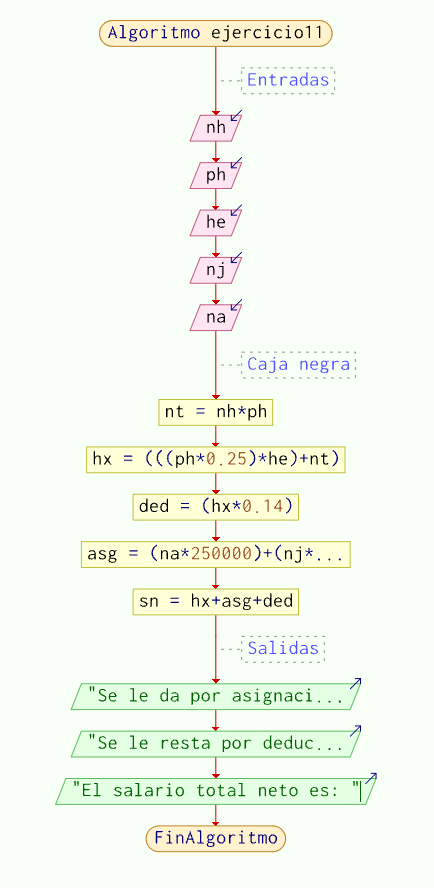 Algoritmo ejercicio11
Entradas
nh
ph
he
nj
na
Caja negra
nt = nh*ph
hx = (((ph*0.25)*he)+nt)
ded = (hx*0.14)
asg = (na*250000)+(nj*...
sn = hx+asg+ded
Salidas
"Se le da por asignaci...
"Se le resta por deduc...
"El salario total neto es: "
FinAlgoritmo